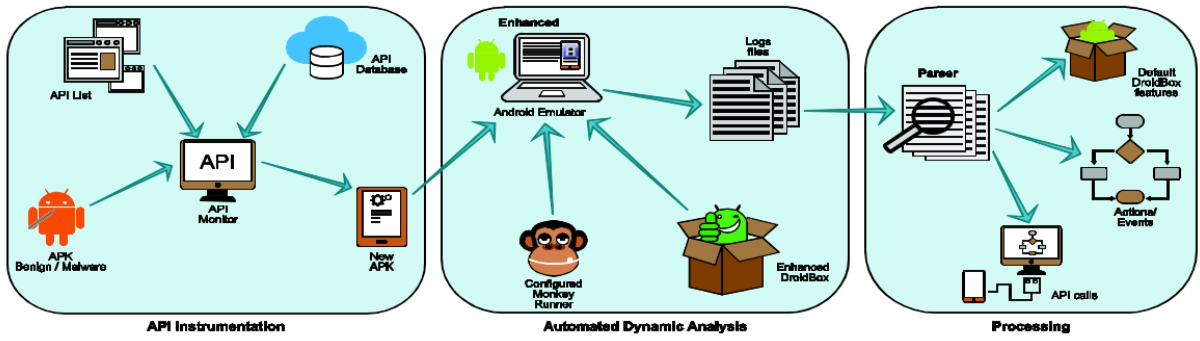 API List
API
Database
API
API
Monitor
APK
Benign / Malware
New
APK
API Instrumentation
Enhanced
Android Emulator
Logs
files
Configured
Monkey
Runner
Enhanced
DroidBox
Automated Dynamic Analysis
Parser
Default
DroidBox
features
Actions/
Events
API calls
Processing